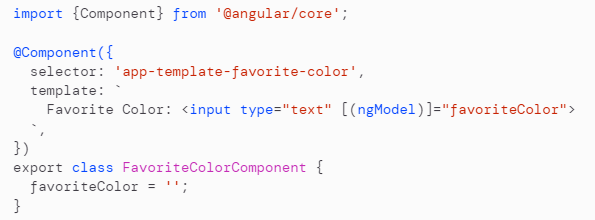 import {Component} from '@angular/core';

@Component({
  selector: 'app-template-favorite-color',
  template: `
    Favorite Color: <input type="text" [(ngModel)]="favoriteColor">
  `,
})
export class FavoriteColorComponent {
  favoriteColor = '';
}